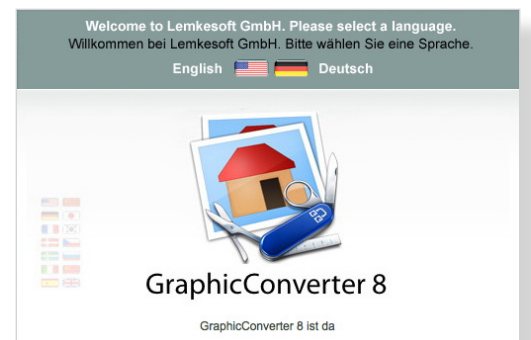 Welcome to Lemkesoft GmbH. Please select a language.
Willkommen bei Lemkesoft GmbH. Bitte wählen Sie eine Sprache.
English Deutsch
GraphicConverter 8
GraphicConverter 8 ist da